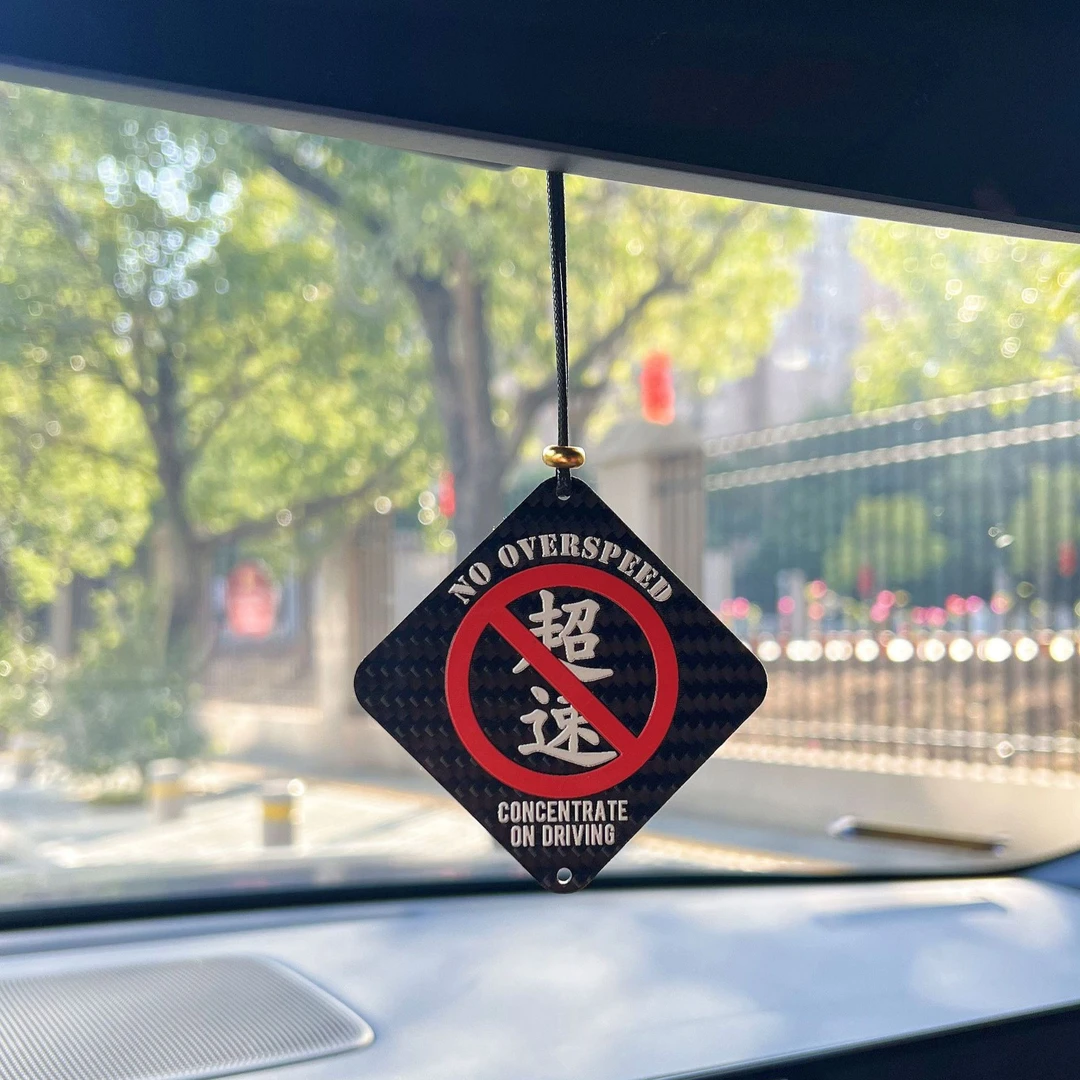 NO OVERSPEED
超
速
CONCENTRATE
ON DRIVING